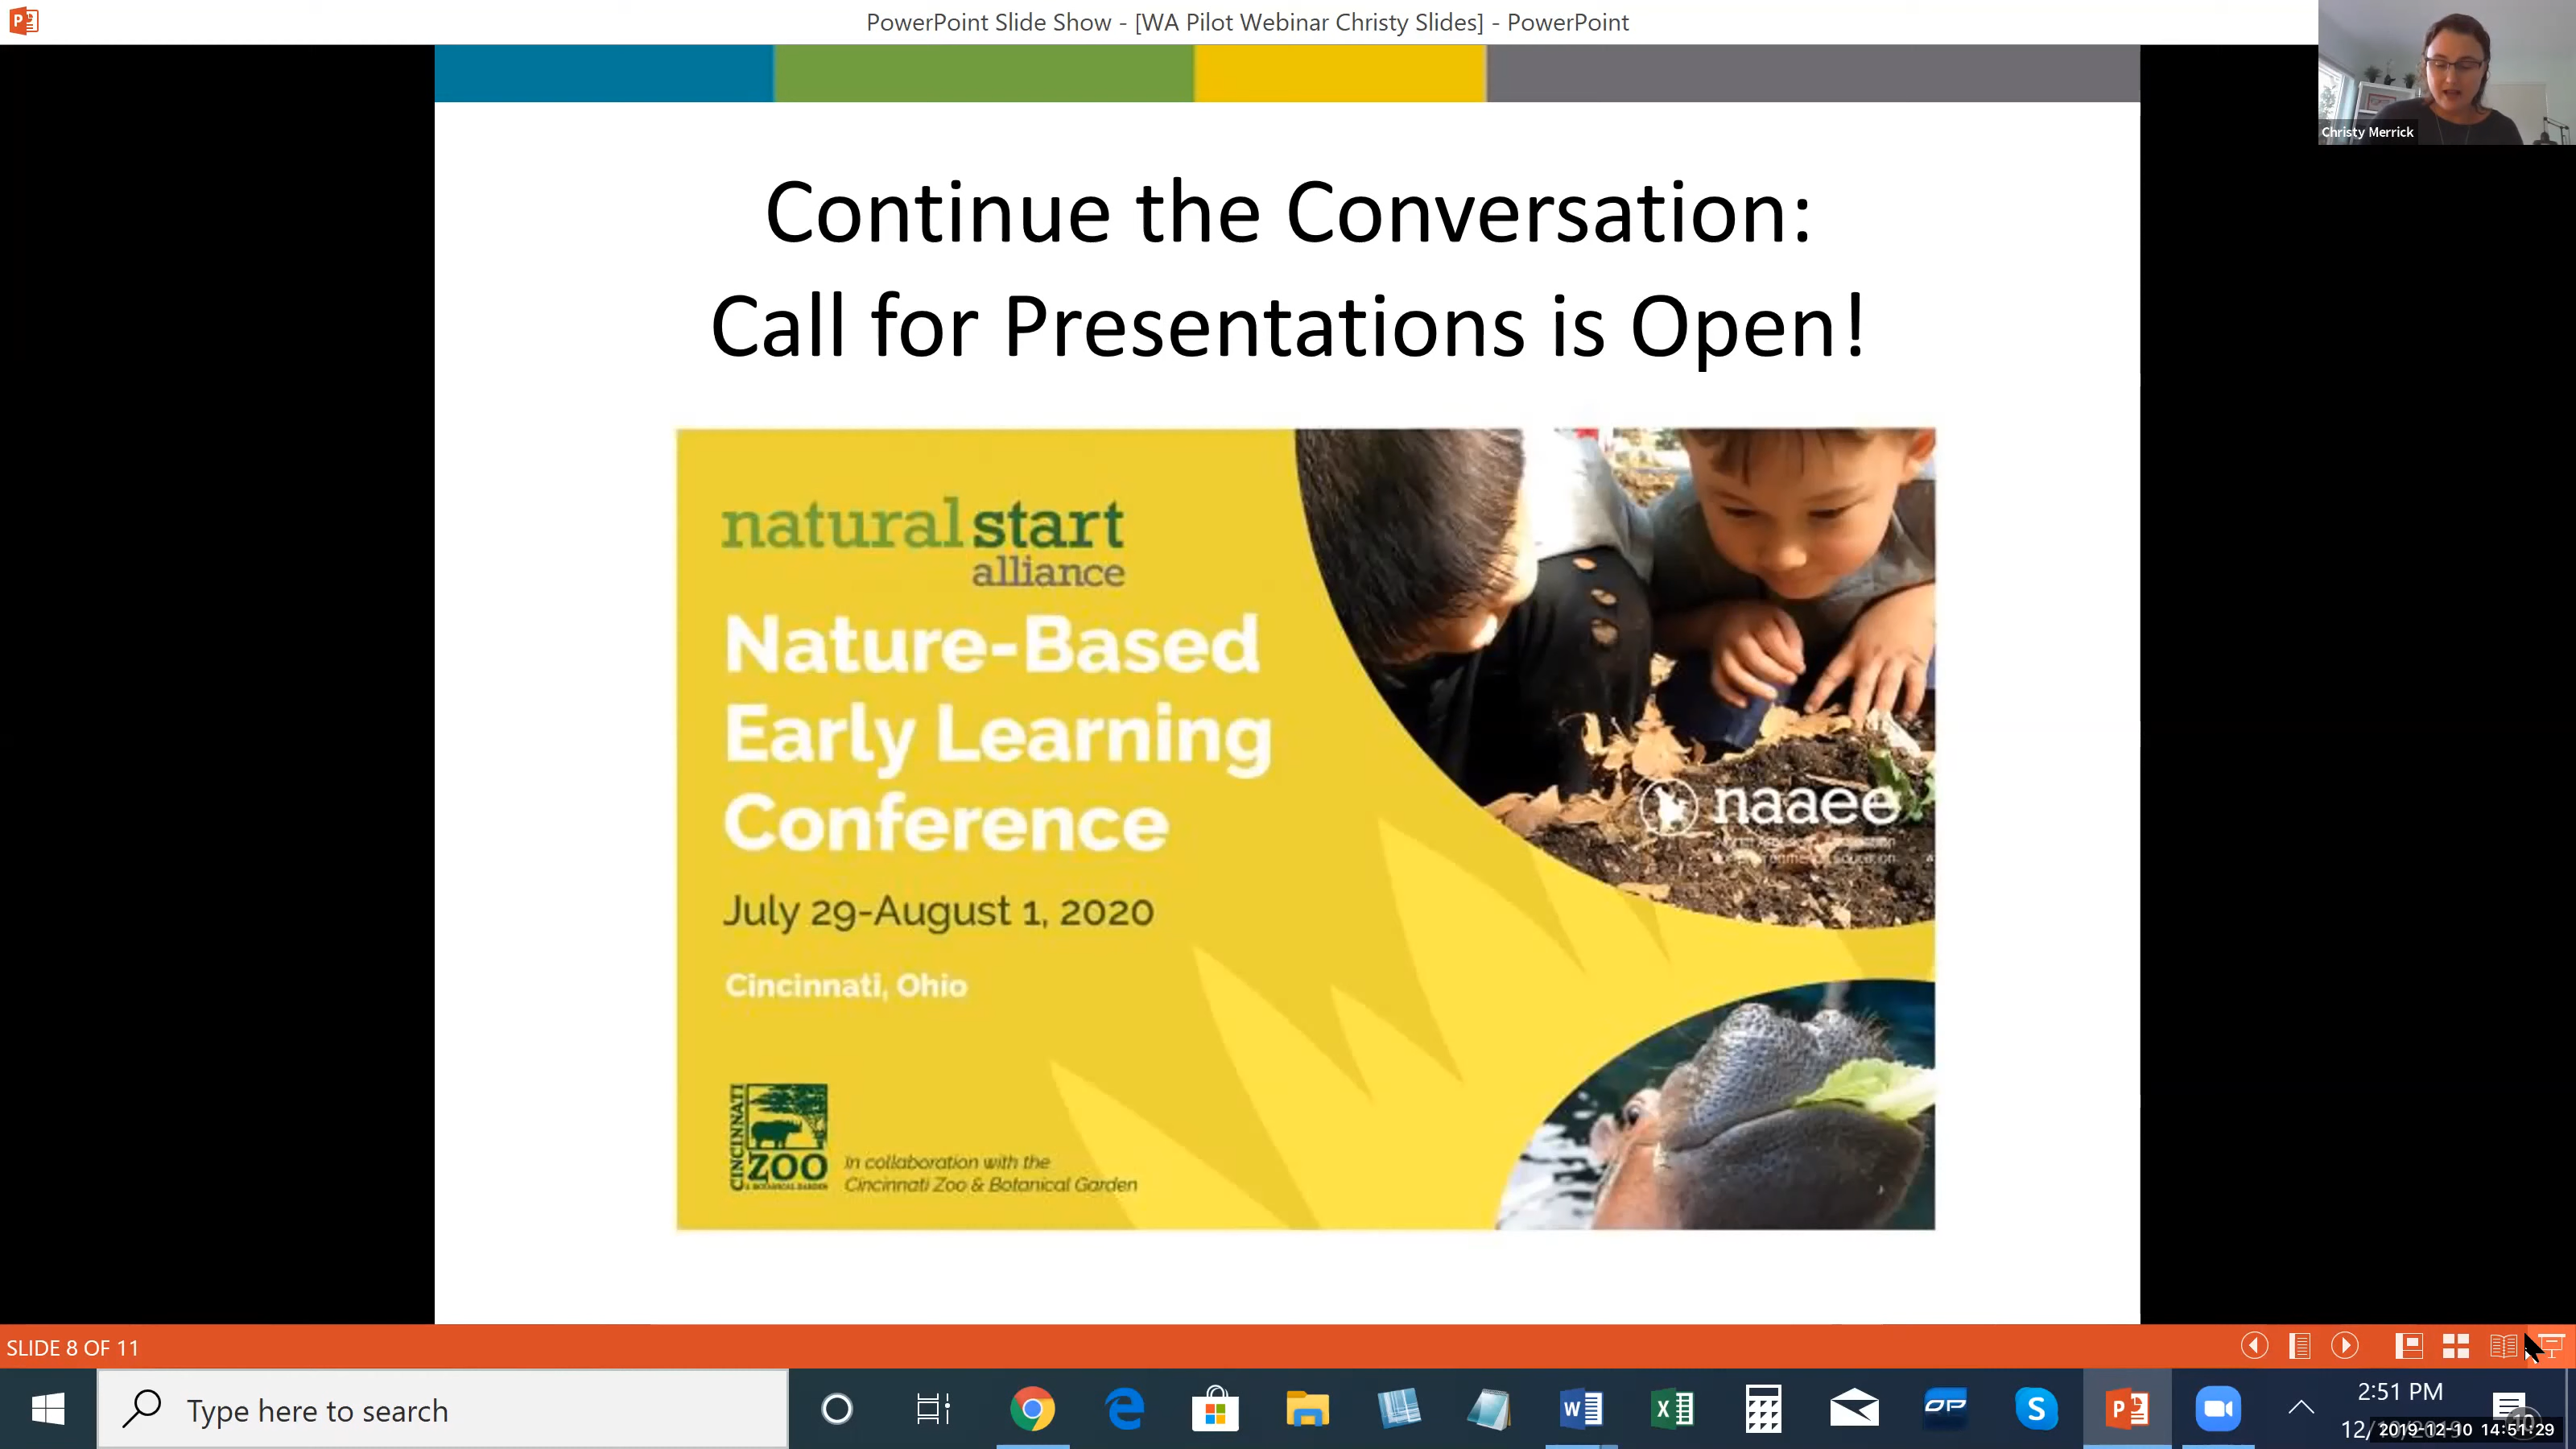 PowerPoint Slide Show - [WA Pilot Webinar Christy Slides] - PowerPoint
Christy Merrick
Continue the Conversation:
Call for Presentations is Open!
natural start
alliance
Nature-Based
Early Learning
Conference
July 29-August 1, 2020
Cincinnati, Ohio
naaee
CINCINNATI
ZOO
In collaboration with the
Cincinnati Zoo & Botanical Garden
SLIDE 8 OF 11
Type here to search
2:51 PM
2019-12-10 14:51:29